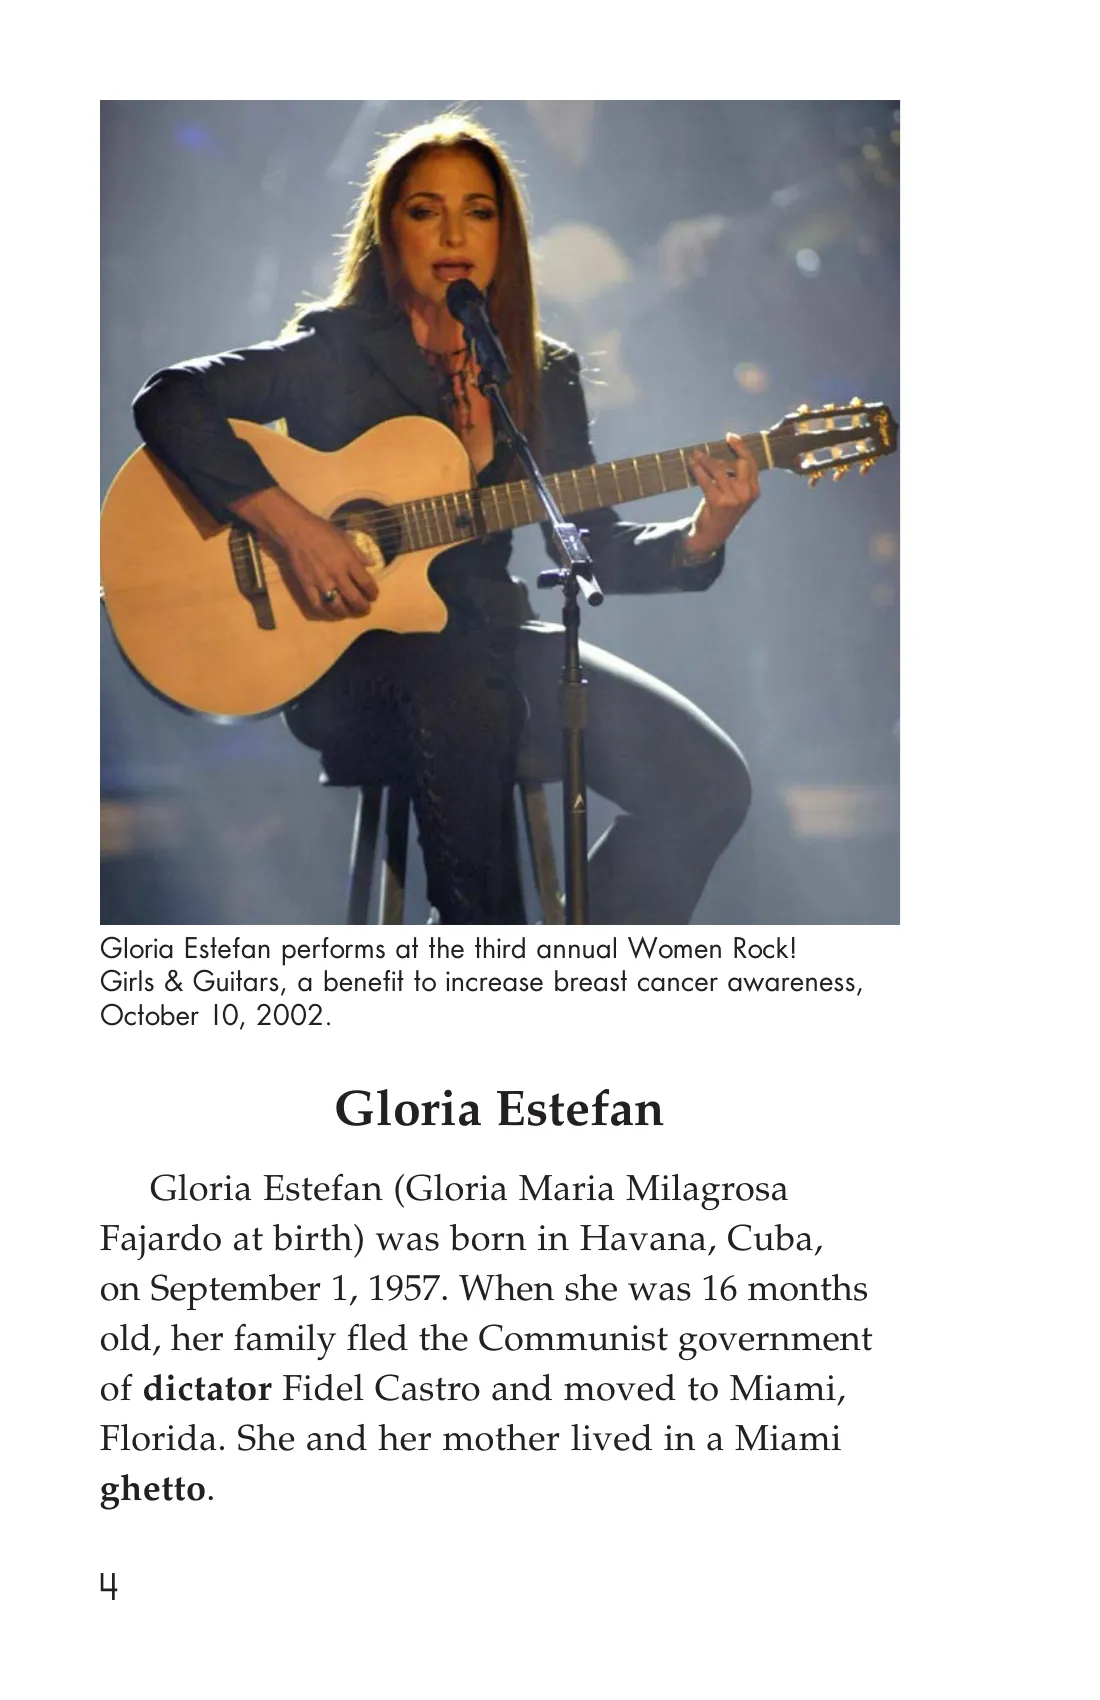 Gloria Estefan performs at the third annual Women Rock!
Girls & Guitars, a benefit to increase breast cancer awareness,
October 10, 2002.
Gloria Estefan
Gloria Estefan (Gloria Maria Milagrosa
Fajardo at birth) was born in Havana, Cuba,
on September 1, 1957. When she was 16 months
old, her family fled the Communist government
of dictator Fidel Castro and moved to Miami,
Florida. She and her mother lived in a Miami
ghetto.
4